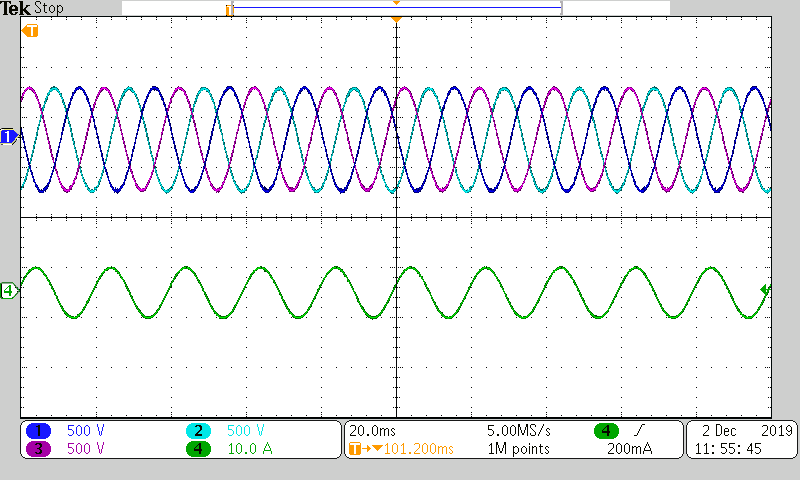 Tek Stop
T
1
4
1 500 V 2 500 V 20.0ms 5.00MS/s 4 2 Dec 2019
3 500 V 4 10.0 A T→▼101.200ms 1M points 200mA 11: 55: 45